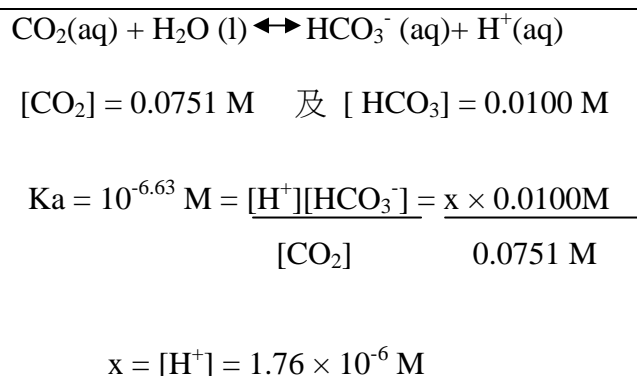 CO₂(aq) + H₂O (l) ↔ HCO₃⁻ (aq)+ H⁺(aq)
[CO₂] = 0.0751 M 及 [ HCO₃] = 0.0100 M
Ka = 10⁻⁶·⁶³ M = [H⁺][HCO₃⁻] = x × 0.0100M
[CO₂] 0.0751 M
x = [H⁺] = 1.76 × 10⁻⁶ M